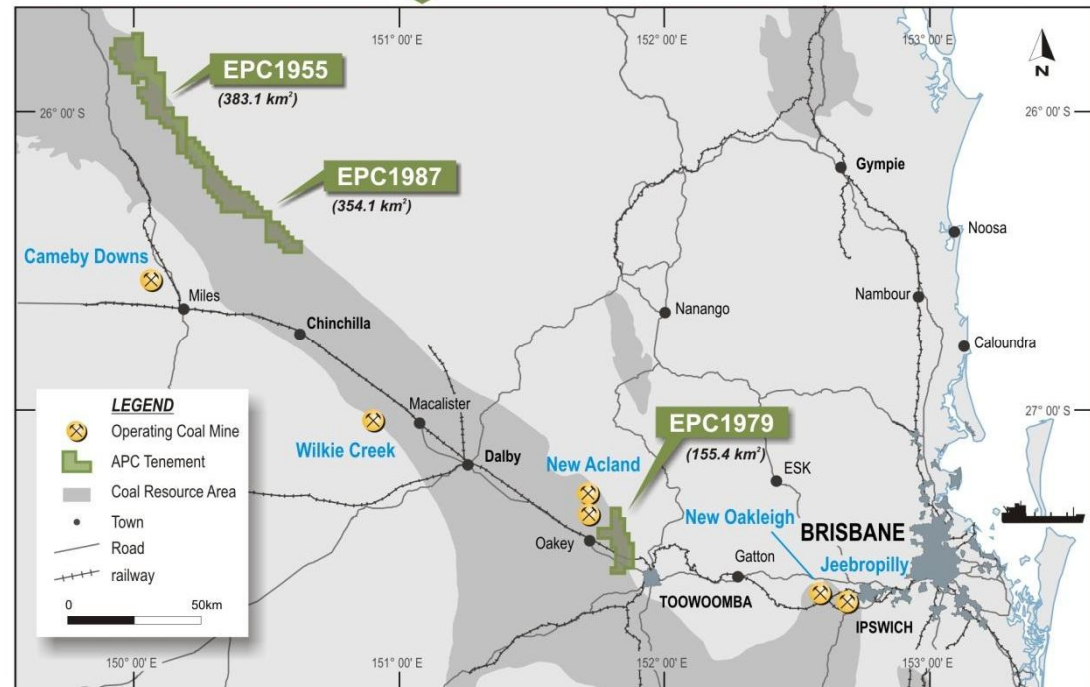 151° 00' E
152° 00' E
153° 00' E
N
EPC1955
(383.1 km²)
26° 00' S
26° 00' S
EPC1987
(354.1 km²)
Gympie
Noosa
Cameby Downs
Miles
Nambour
Nanango
Chinchilla
Caloundra
LEGEND
Operating Coal Mine
APC Tenement
Coal Resource Area
Town
Road
railway
0 50km
Macalister
Wilkie Creek
Dalby
EPC1979
(155.4 km²)
27° 00' S
New Acland
ESK
New Oakleigh
BRISBANE
Jeebropilly
Oakey
Gatton
TOOWOOMBA
IPSWICH
150° 00' E
151° 00' E
152° 00' E
153° 00' E